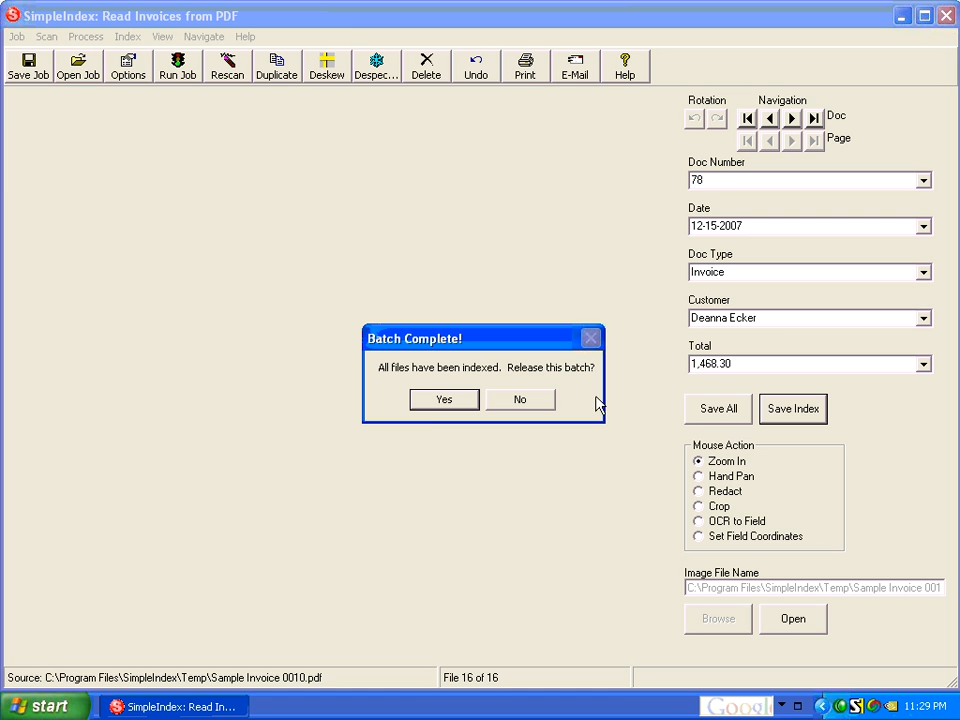 SimpleIndex: Read Invoices from PDF
Job Scan Process Index View Navigate Help
Save Job Open Job Options Run Job Rescan Duplicate Deskew Despec... Delete Undo Print E-Mail Help
Rotation Navigation
Doc
Page
Doc Number
78
Date
12-15-2007
Doc Type
Invoice
Customer
Deanna Ecker
Total
1,468.30
Save All Save Index
Batch Complete!
All files have been indexed. Release this batch?
Yes No
Mouse Action
Zoom In
Hand Pan
Redact
Crop
OCR to Field
Set Field Coordinates
Image File Name
C:\Program Files\SimpleIndex\Temp\Sample Invoice 001
Browse Open
Source: C:\Program Files\SimpleIndex\Temp\Sample Invoice 0010.pdf File 16 of 16
start SimpleIndex: Read In... Google 11:29 PM